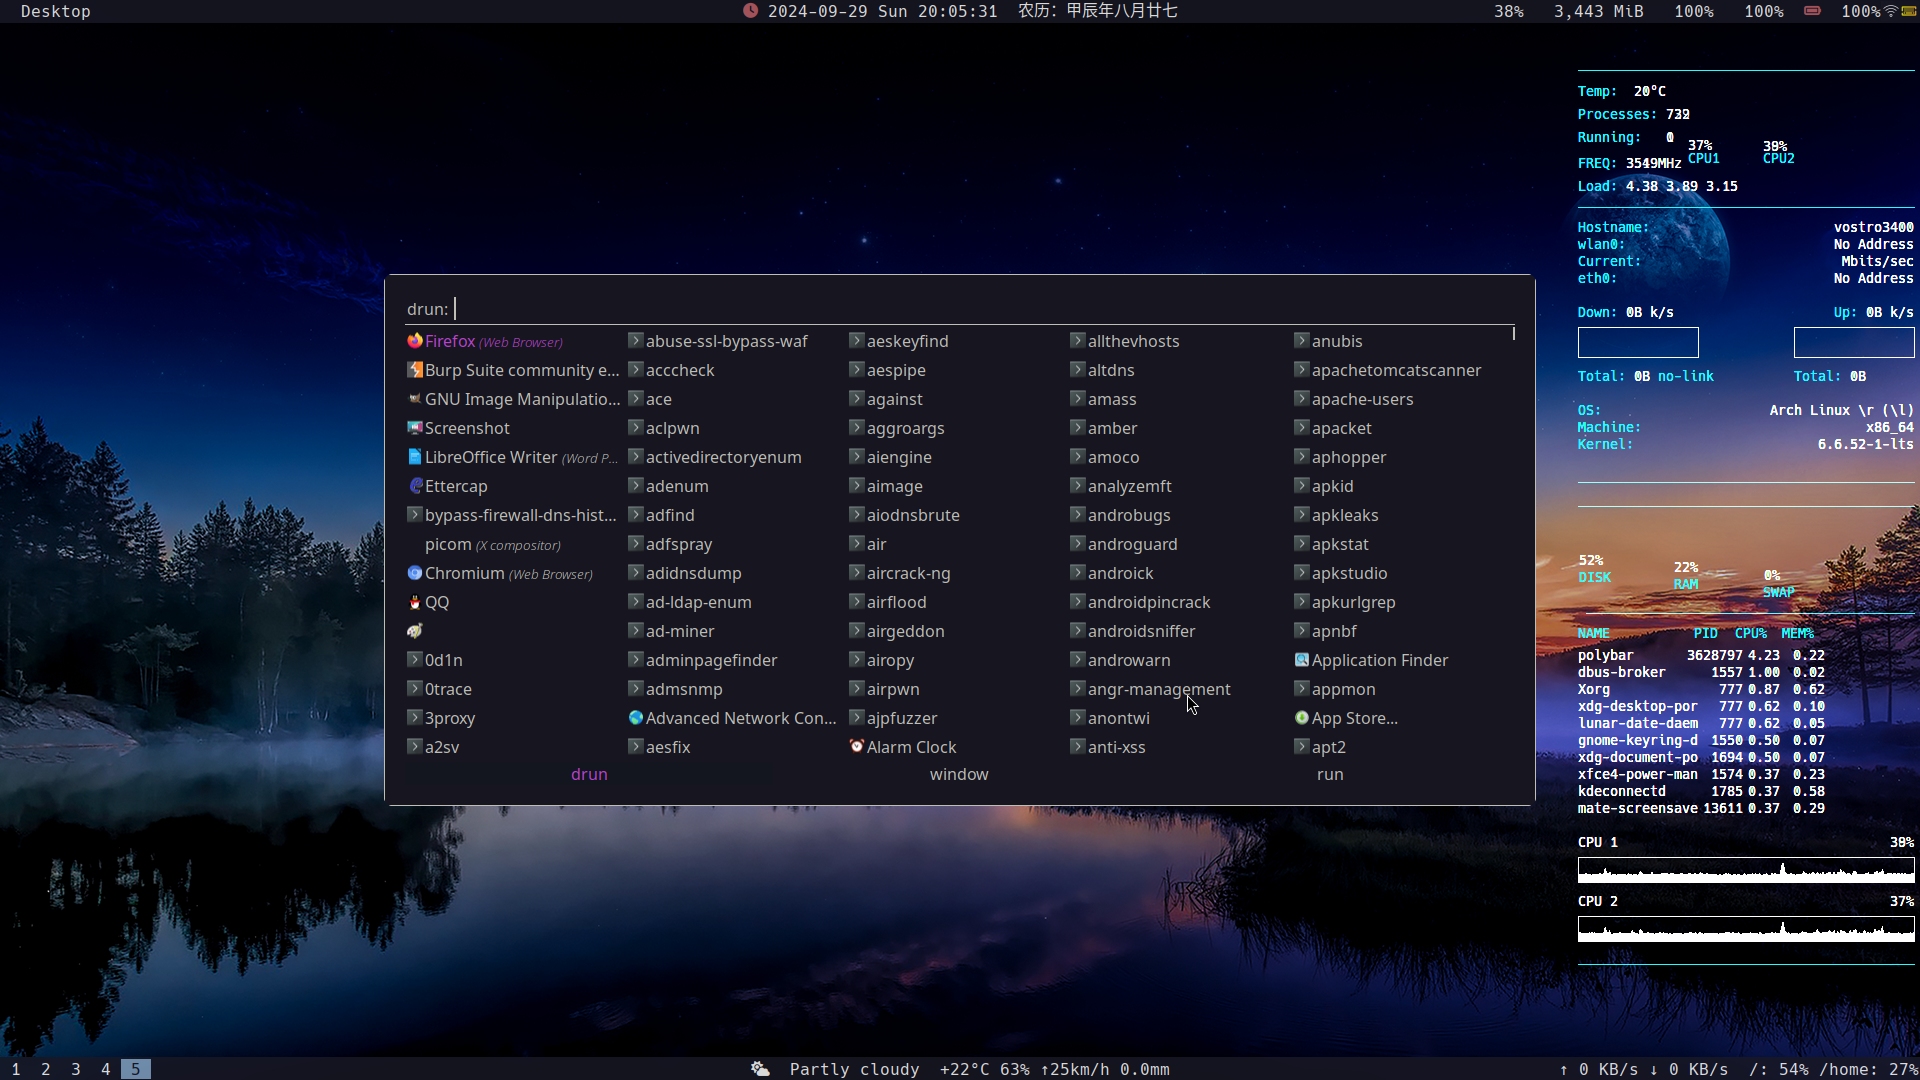 Desktop
2024-09-29 Sun 20:05:31 农历: 甲辰年八月廿七
38% 3,443 MiB 100% 100% 100%
drun:
Firefox (Web Browser)
Burp Suite community e...
GNU Image Manipulatio...
Screenshot
LibreOffice Writer (Word P...
Ettercap
bypass-firewall-dns-hist...
picom (X compositor)
Chromium (Web Browser)
QQ
0d1n
0trace
3proxy
a2sv
abuse-ssl-bypass-waf
acccheck
ace
aclpwn
activedirectoryenum
adenum
adfind
adfspray
adidnsdump
ad-ldap-enum
ad-miner
adminpagefinder
admsnmp
Advanced Network Con...
aesfix
aeskeyfind
aespipe
against
aggroargs
aiengine
aimage
aiodnsbrute
air
aircrack-ng
airflood
airgeddon
airopy
airpwn
ajpfuzzer
Alarm Clock
allthevhosts
altdns
amass
amber
amoco
analyzemft
androbugs
androguard
androick
androidpincrack
androidsniffer
androwarn
angr-management
anontwi
anti-xss
anubis
apachetomcatscanner
apache-users
apacket
aphopper
apkid
apkleaks
apkstat
apkstudio
apkurlgrep
apnbf
Application Finder
appmon
App Store...
apt2
drun window run
Temp: 20°C
Processes:
Running:
37%
CPU1 CPU2
FREQ: MHz
Load: 4.38 3.89 3.15
Hostname: vostro3400
wlan0: No Address
Current: Mbits/sec
eth0: No Address
Down: 0B k/s Up: 0B k/s
Total: 0B no-link Total: 0B
OS: Arch Linux \r (\l)
Machine: x86_64
Kernel: 6.6.52-1-lts
52%
DISK
22%
RAM
0%
SWAP
NAME PID CPU% MEM%
polybar 3628797 4.23 0.22
dbus-broker 1557 1.00 0.02
Xorg 777 0.87 0.62
xdg-desktop-por 777 0.62 0.10
lunar-date-daem 777 0.62 0.05
gnome-keyring-d 1550 0.50 0.07
xdg-document-po 1694 0.50 0.07
xfce4-power-man 1574 0.37 0.23
kdeconnectd 1785 0.37 0.58
mate-screensave 13611 0.37 0.29
CPU 1
CPU 2 37%
1 2 3 4 5
Partly cloudy +22°C 63% ↑25km/h 0.0mm
↑ 0 KB/s ↓ 0 KB/s /: 54% /home: 27%